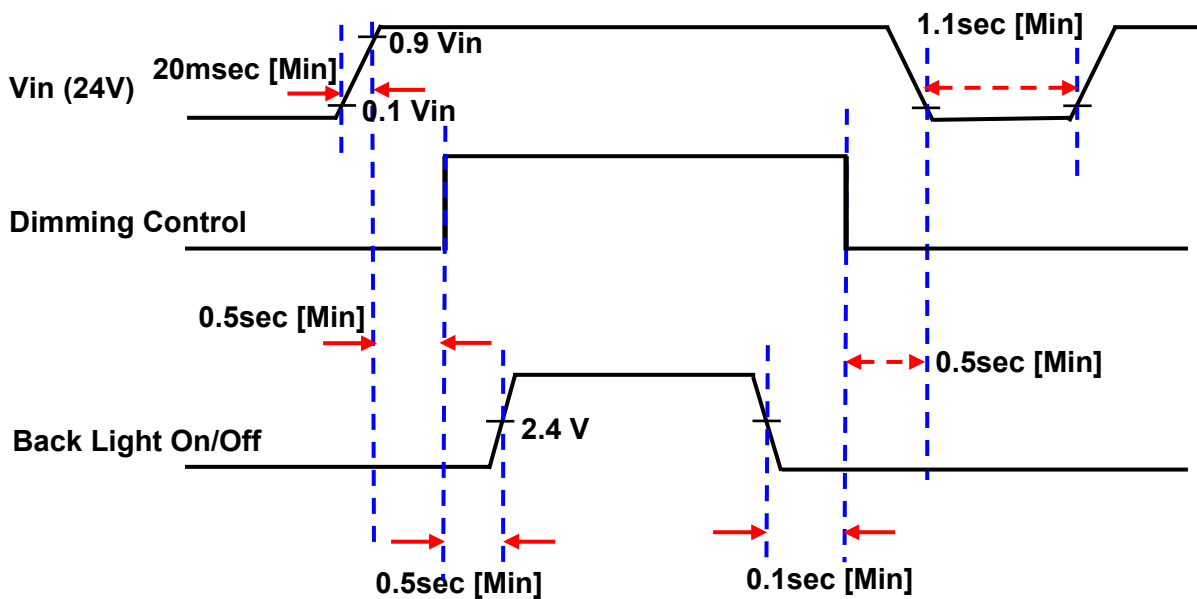 1.1sec [Min]
0.9 Vin
20msec [Min]
Vin (24V)
0.1 Vin
Dimming Control
0.5sec [Min]
0.5sec [Min]
2.4 V
Back Light On/Off
0.5sec [Min]
0.1sec [Min]